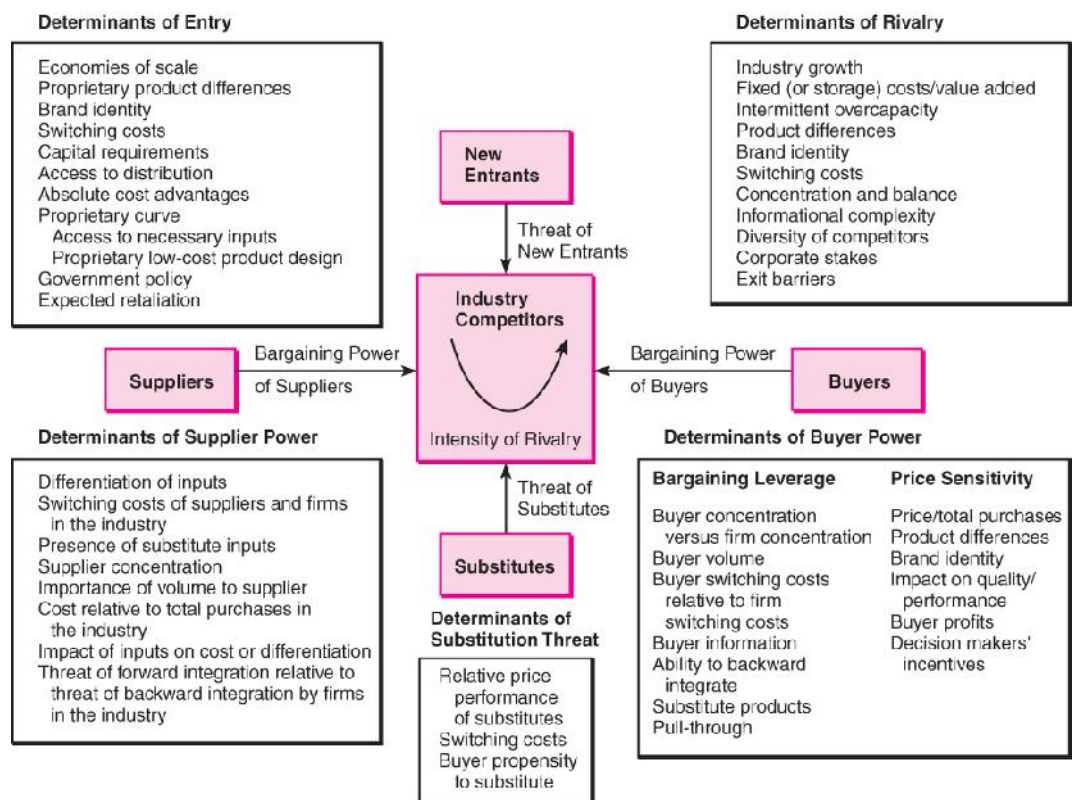 Determinants of Entry
Economies of scale
Proprietary product differences
Brand identity
Switching costs
Capital requirements
Access to distribution
Absolute cost advantages
Proprietary curve
Access to necessary inputs
Proprietary low-cost product design
Government policy
Expected retaliation
Determinants of Rivalry
Industry growth
Fixed (or storage) costs/value added
Intermittent overcapacity
Product differences
Brand identity
Switching costs
Concentration and balance
Informational complexity
Diversity of competitors
Corporate stakes
Exit barriers
New
Entrants
Threat of
New Entrants
Industry
Competitors
Intensity of Rivalry
Suppliers
Bargaining Power
of Suppliers
Bargaining Power
of Buyers
Buyers
Determinants of Supplier Power
Differentiation of inputs
Switching costs of suppliers and firms
in the industry
Presence of substitute inputs
Supplier concentration
Importance of volume to supplier
Cost relative to total purchases in
the industry
Impact of inputs on cost or differentiation
Threat of forward integration relative to
threat of backward integration by firms
in the industry
Threat of
Substitutes
Substitutes
Determinants of
Substitution Threat
Relative price
performance
of substitutes
Switching costs
Buyer propensity
to substitute
Determinants of Buyer Power
Bargaining Leverage
Buyer concentration
versus firm concentration
Buyer volume
Buyer switching costs
relative to firm
switching costs
Buyer information
Ability to backward
integrate
Substitute products
Pull-through
Price Sensitivity
Price/total purchases
Product differences
Brand identity
Impact on quality/
performance
Buyer profits
Decision makers'
incentives